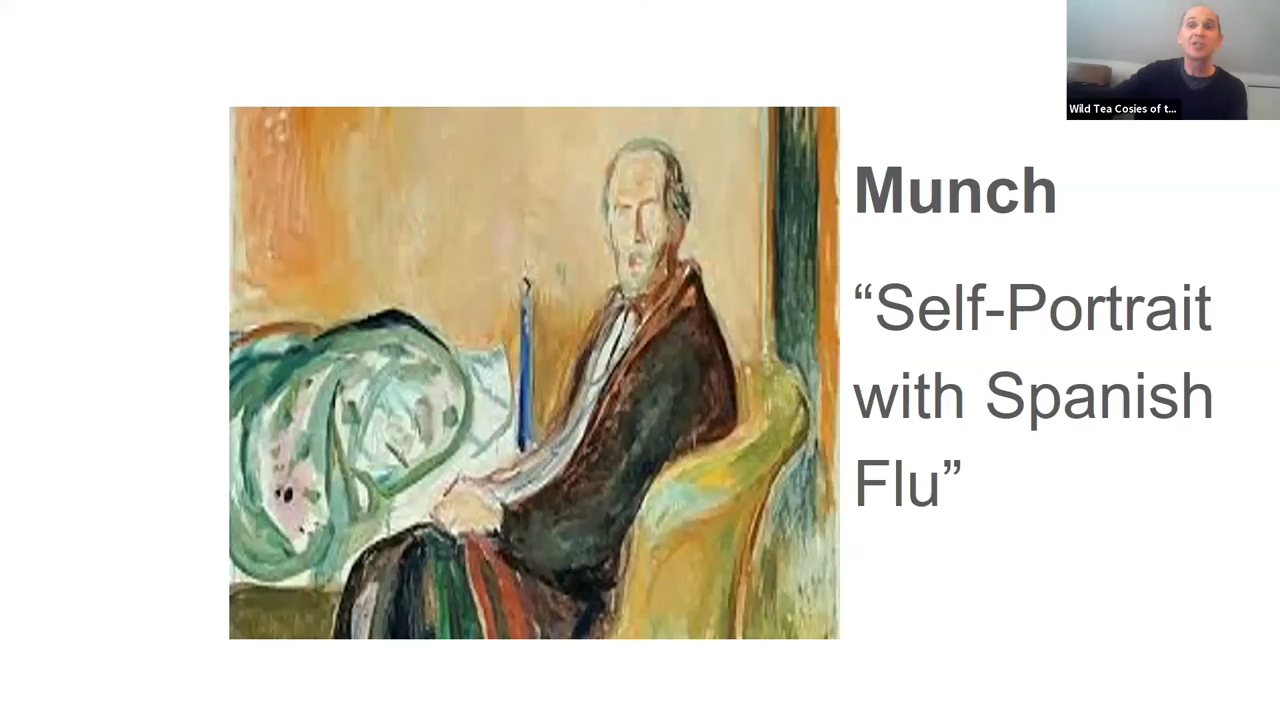 Wild Tea Cosies of t...
Munch
“Self-Portrait
with Spanish
Flu”